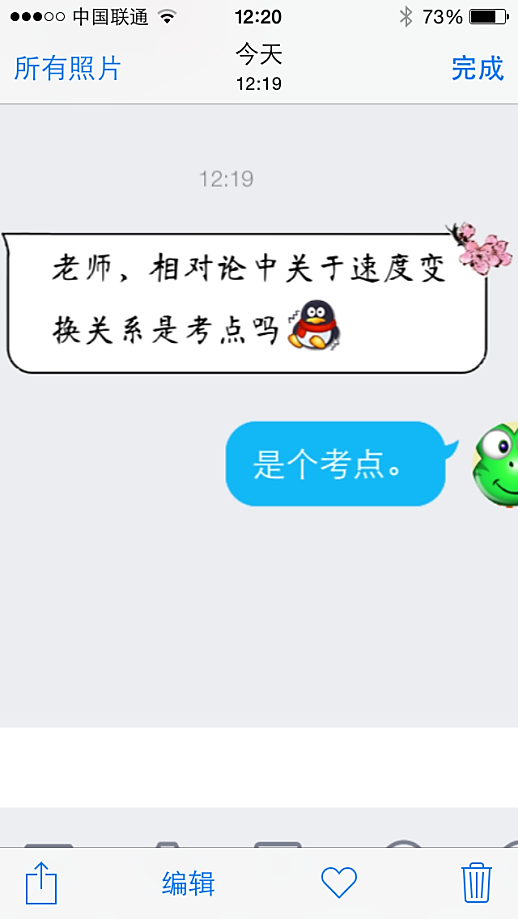 中国联通 12:20 73%
今天
所有照片 完成
12:19
12:19
老师、相对论中关于速度变
换关系是考点吗
是个考点。
编辑